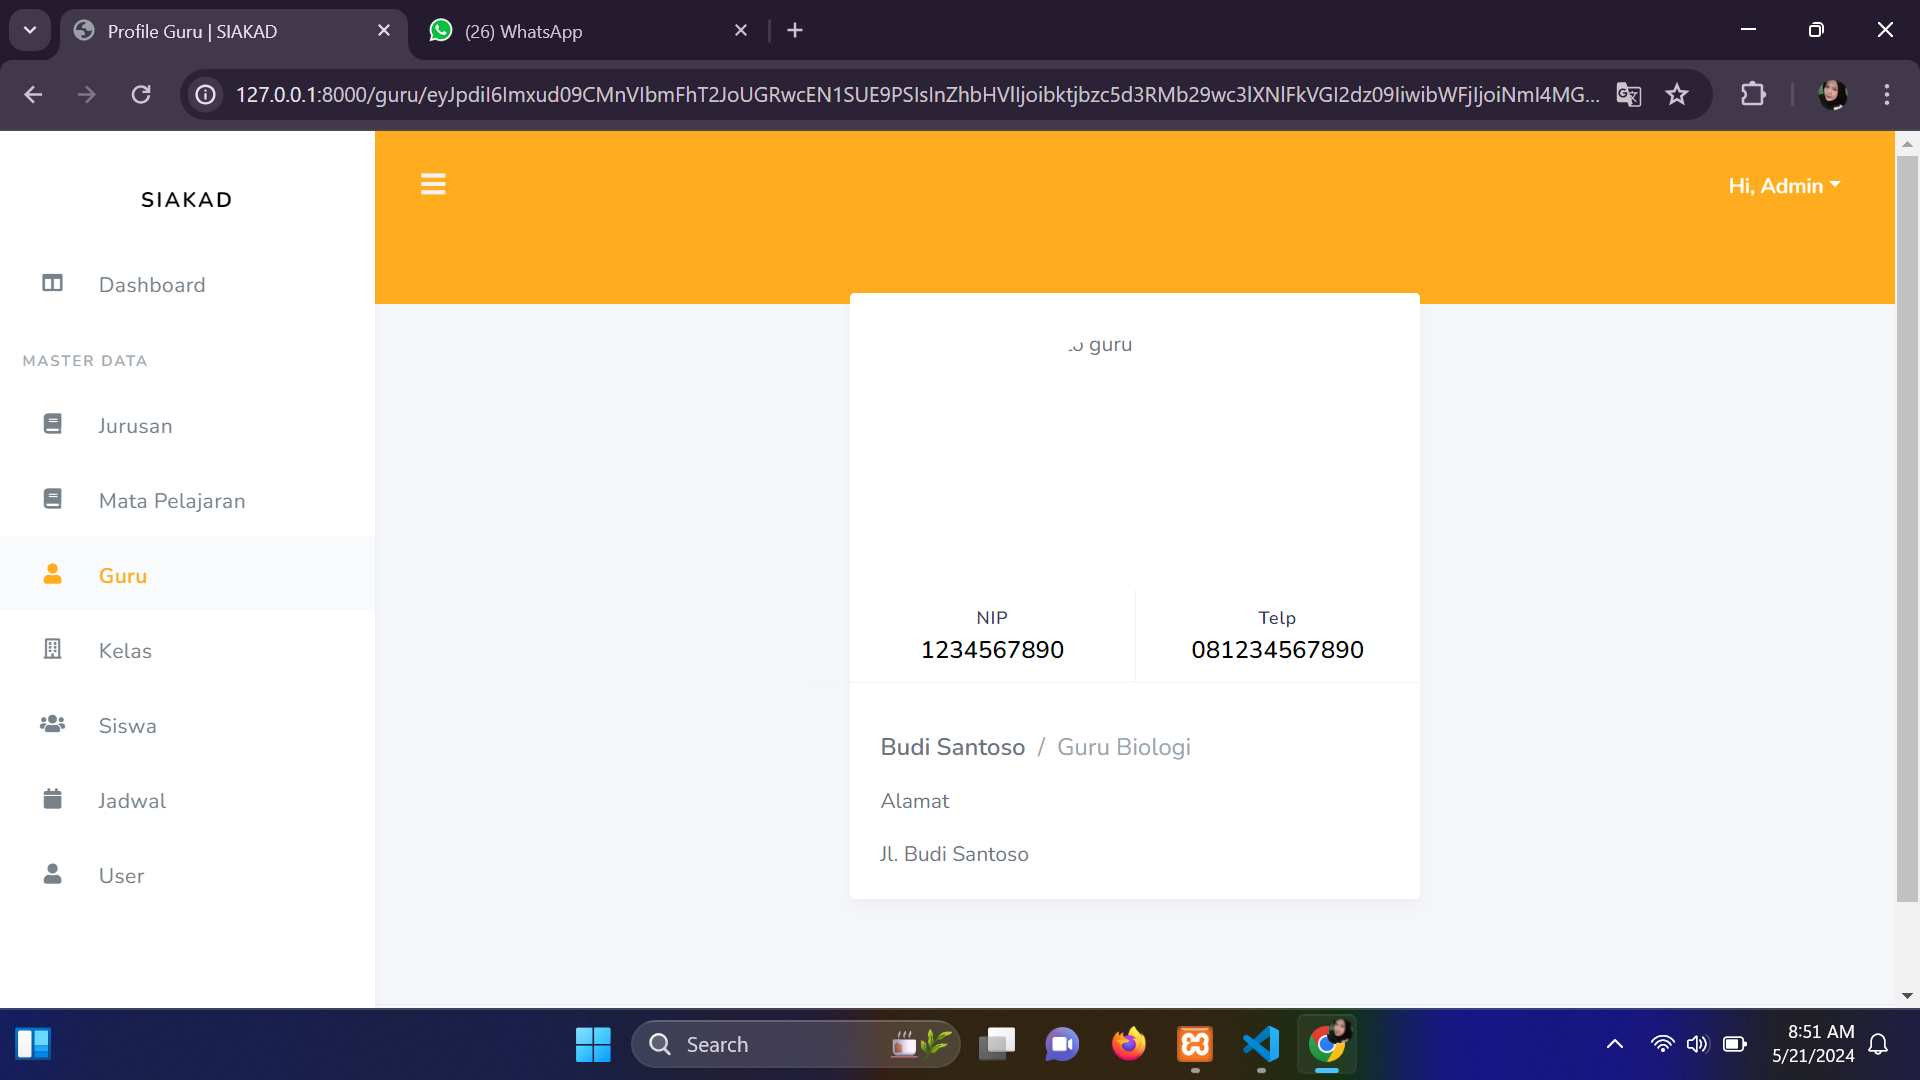 Profile Guru | SIAKAD
(26) WhatsApp
127.0.0.1:8000/guru/
SIAKAD
Hi, Admin
Dashboard
MASTER DATA
Jurusan
Mata Pelajaran
Guru
Kelas
Siswa
Jadwal
User
guru
NIP
1234567890
Telp
081234567890
Budi Santoso / Guru Biologi
Alamat
Jl. Budi Santoso
Search
8:51 AM
5/21/2024